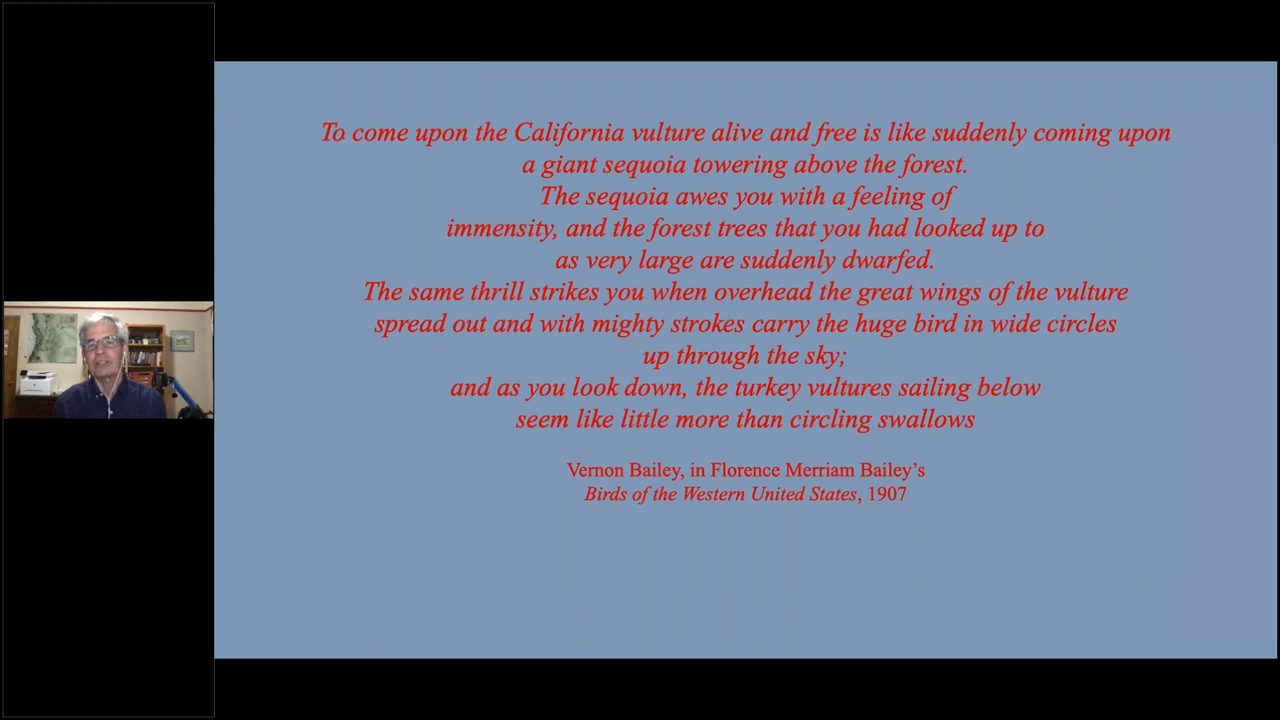 To come upon the California vulture alive and free is like suddenly coming upon
a giant sequoia towering above the forest.
The sequoia awes you with a feeling of
immensity, and the forest trees that you had looked up to
as very large are suddenly dwarfed.
The same thrill strikes you when overhead the great wings of the vulture
spread out and with mighty strokes carry the huge bird in wide circles
up through the sky;
and as you look down, the turkey vultures sailing below
seem like little more than circling swallows
Vernon Bailey, in Florence Merriam Bailey’s
Birds of the Western United States, 1907